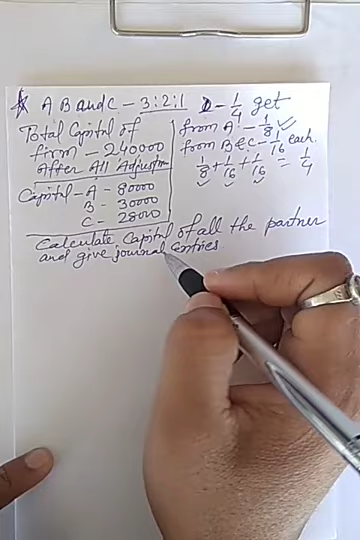 A B and C - 3:2:1 D - 1/4 get
Total Capital of
firm - 240000
After All Adjustm
Capital - A = 80000
B = 30000
C = 28000
from A - 1/8
from B & C - 1/16 each.
1/8 + 1/16 + 1/16 = 1/4
Calculate Capital of all the partner
and give journal Entries.